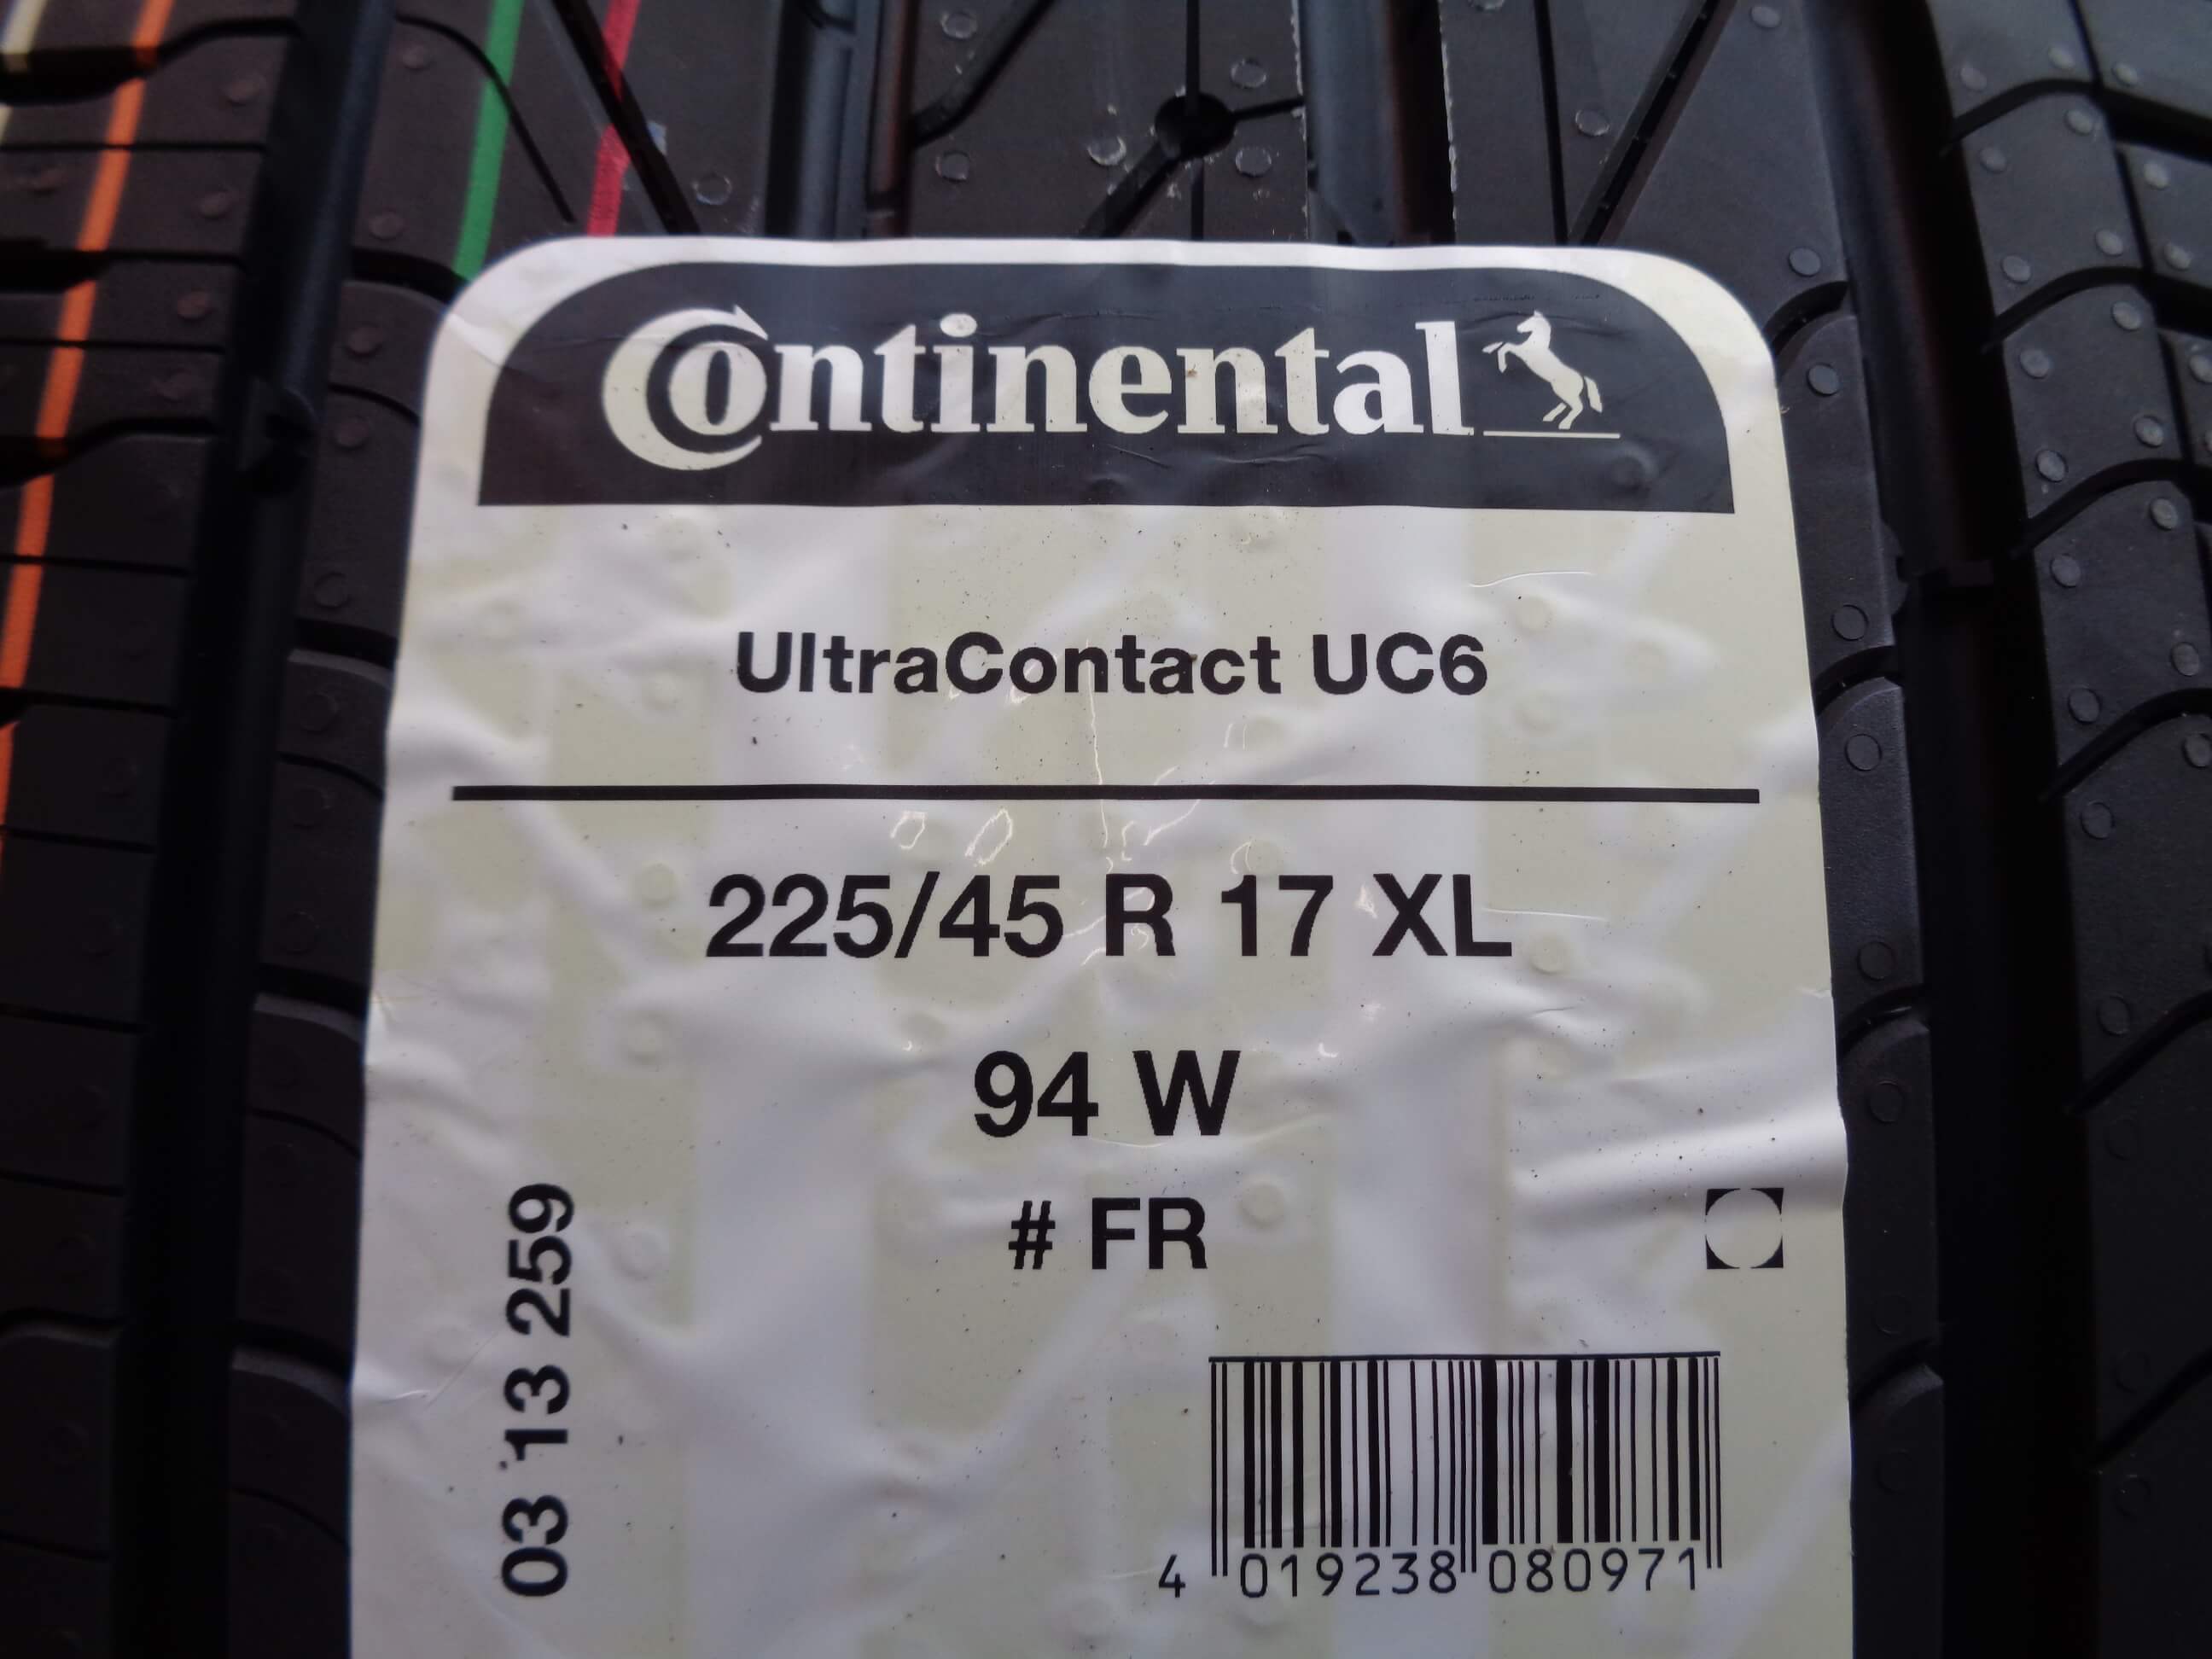 Continental
UltraContact UC6
225/45 R 17 XL
94 W
# FR
03 13 259
4 019238 080971